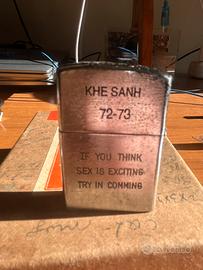 KHE SANH
72-73
IF YOU THINK
SEX IS EXCITING
TRY IN COMMING